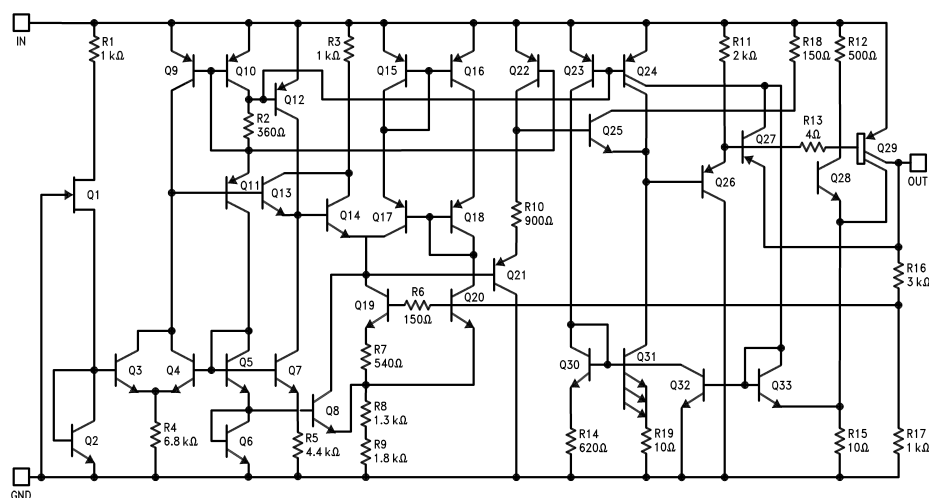 IN
R1
1 kΩ
Q9
Q10
Q12
R2
360Ω
R3
1 kΩ
Q15
Q16
Q22
Q23
Q24
R11
2 kΩ
R18
150Ω
R12
500Ω
Q25
Q27
R13
4Ω
Q29
OUT
Q1
Q11
Q13
Q14
Q17
Q18
R10
900Ω
Q26
Q28
Q21
R16
3 kΩ
Q19
R6
150Ω
Q20
Q3
Q4
Q5
Q7
R7
540Ω
Q30
Q31
Q32
Q33
Q8
R8
1.3 kΩ
Q2
R4
6.8 kΩ
Q6
R5
4.4 kΩ
R9
1.8 kΩ
R14
620Ω
R19
10Ω
R15
10Ω
R17
1 kΩ
GND